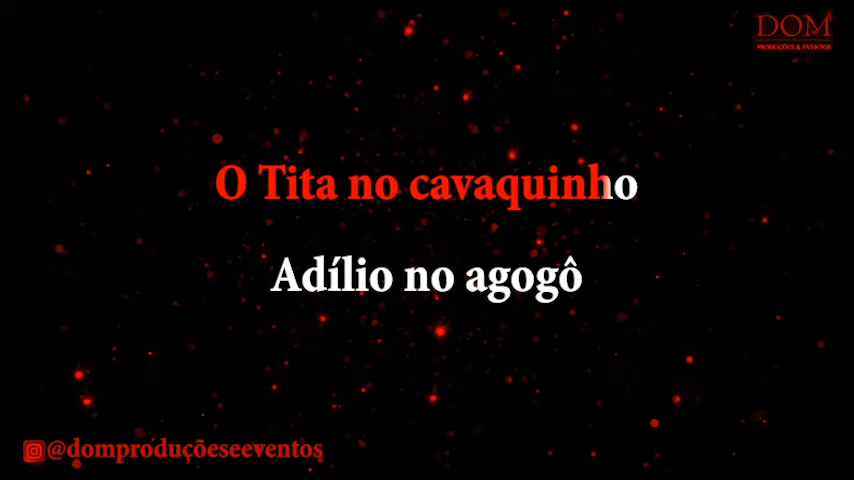 DOM
PRODUÇÕES & EVENTOS
O Tita no cavaquinho
Adílio no agogô
@domproduçõeseeventos